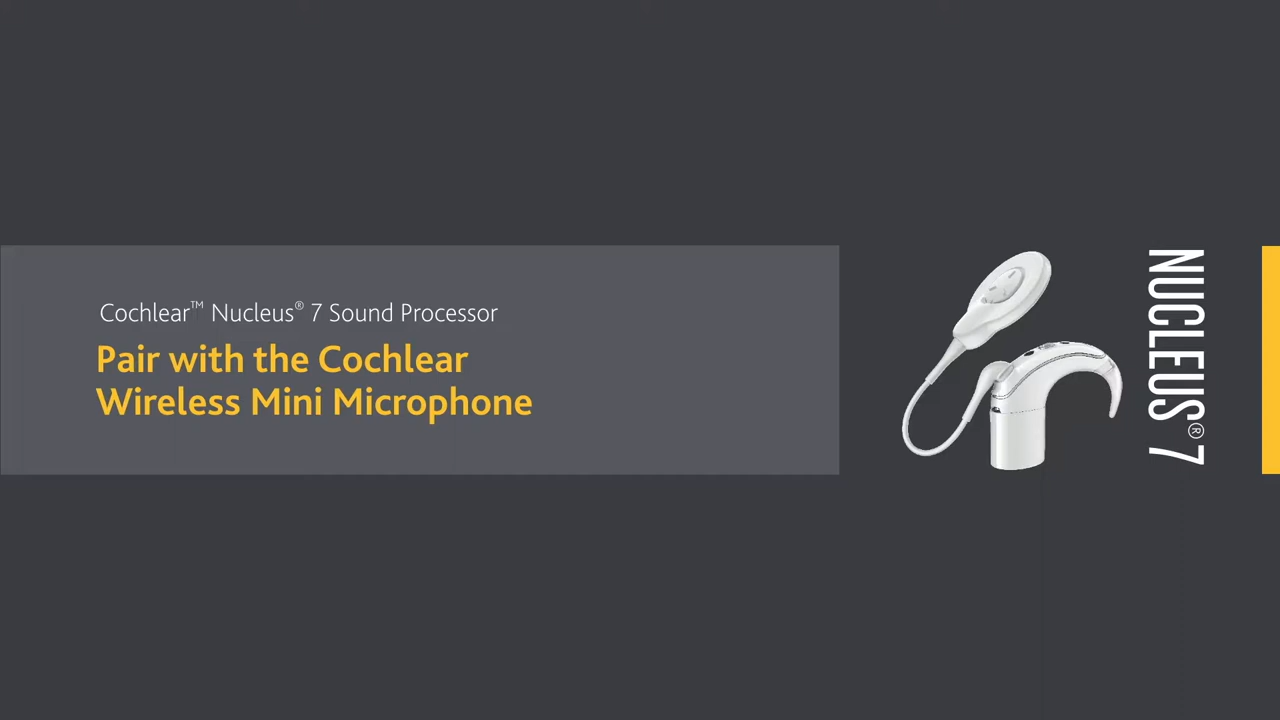 Cochlear™ Nucleus® 7 Sound Processor
Pair with the Cochlear
Wireless Mini Microphone
NUCLEUS® 7